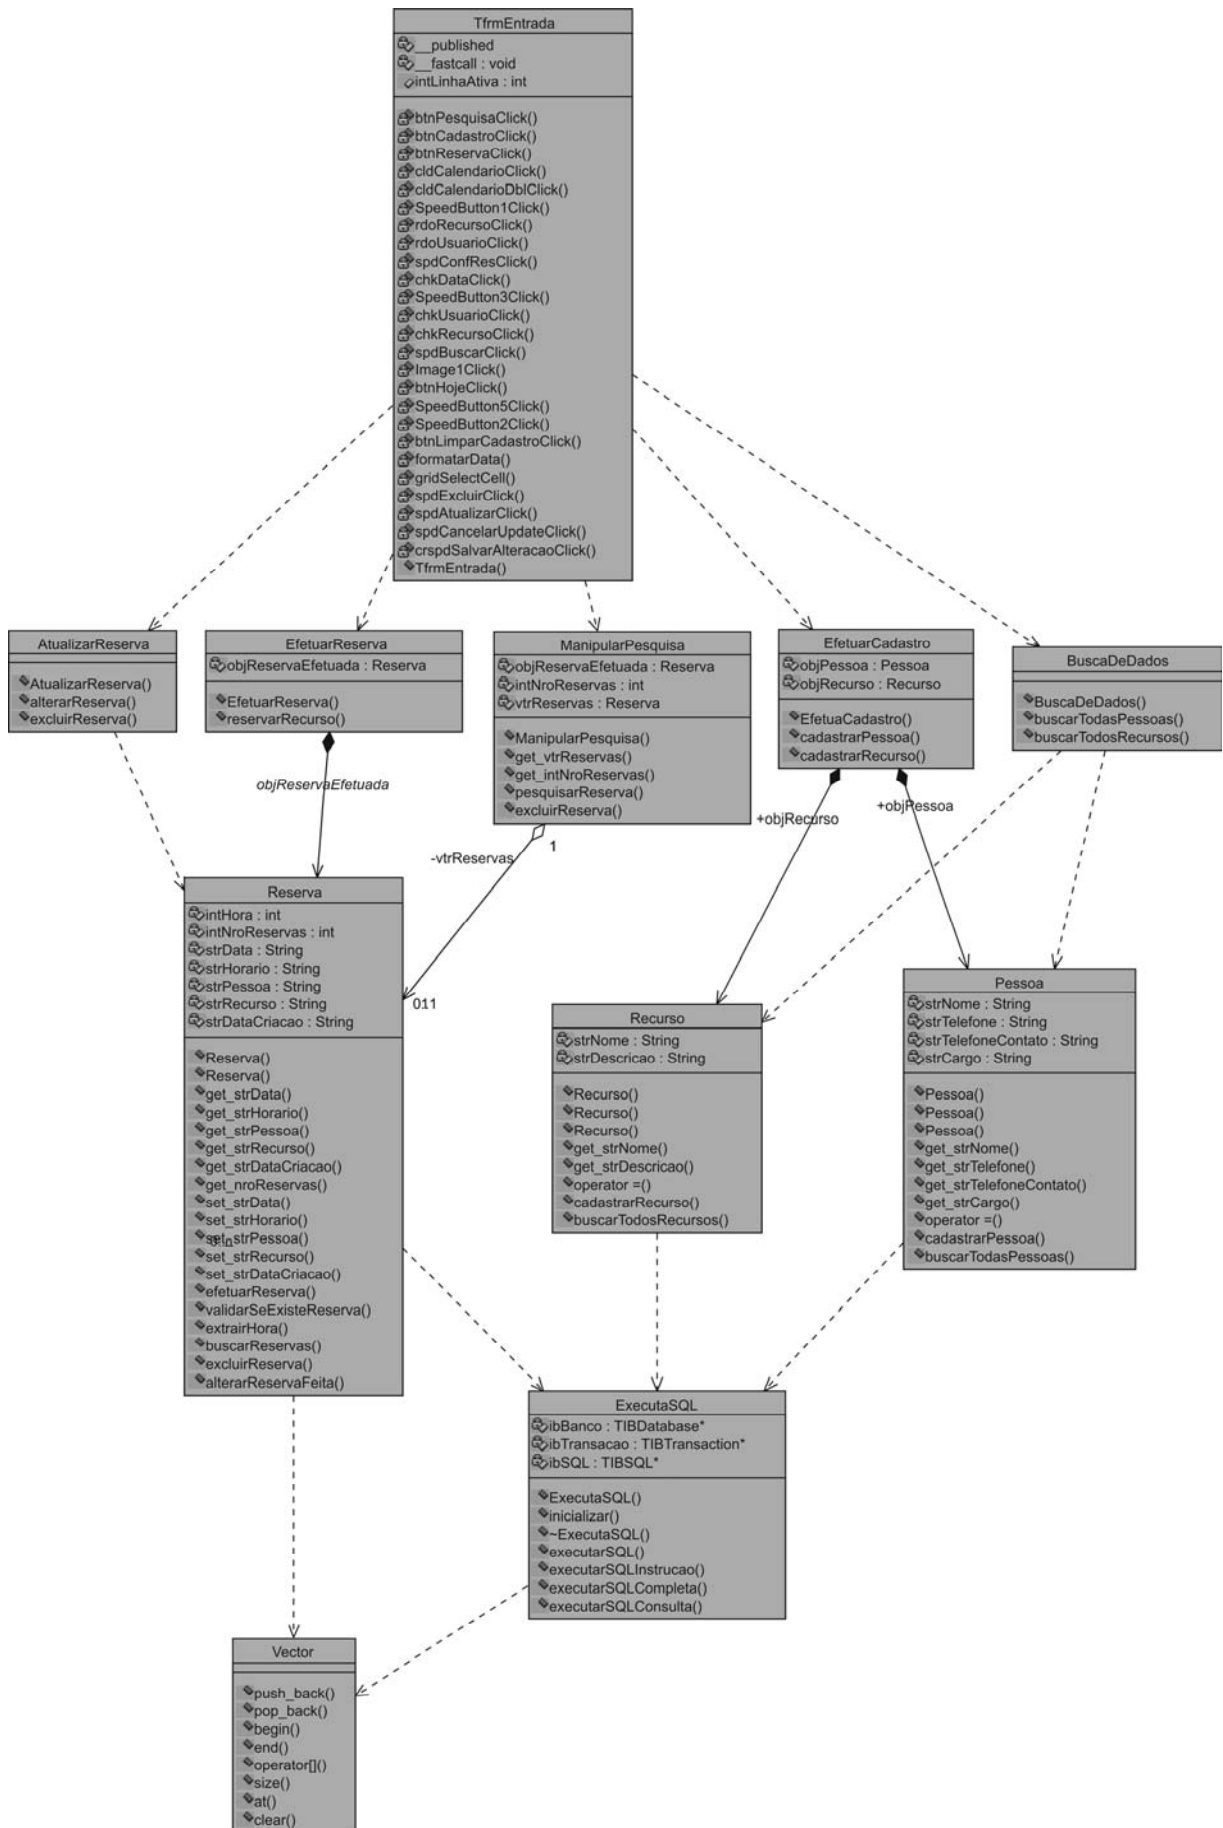 TfrmEntrada
__published
__fastcall : void
intLinhaAtiva : int
btnPesquisaClick()
btnCadastroClick()
btnReservaClick()
cldCalendarioClick()
cldCalendarioDblClick()
SpeedButton1Click()
rdoRecursoClick()
rdoUsuarioClick()
spdConfResClick()
chkDataClick()
SpeedButton3Click()
chkUsuarioClick()
chkRecursoClick()
spdBuscarClick()
Image1Click()
btnHojeClick()
SpeedButton5Click()
SpeedButton2Click()
btnLimparCadastroClick()
formatarData()
gridSelectCell()
spdExcluirClick()
spdAtualizarClick()
spdCancelarUpdateClick()
crspdSalvarAlteracaoClick()
TfrmEntrada()
AtualizarReserva
AtualizarReserva()
alterarReserva()
excluirReserva()
EfetuarReserva
objReservaEfetuada : Reserva
EfetuarReserva()
reservarRecurso()
ManipularPesquisa
objReservaEfetuada : Reserva
intNroReservas : int
vtrReservas : Reserva
ManipularPesquisa()
get_vtrReservas()
get_intNroReservas()
pesquisarReserva()
excluirReserva()
EfetuarCadastro
objPessoa : Pessoa
objRecurso : Recurso
EfetuaCadastro()
cadastrarPessoa()
cadastrarRecurso()
BuscaDeDados
BuscaDeDados()
buscarTodasPessoas()
buscarTodosRecursos()
objReservaEfetuada
-vtrReservas
1
011
+objRecurso
+objPessoa
Reserva
intHora : int
intNroReservas : int
strData : String
strHorario : String
strPessoa : String
strRecurso : String
strDataCriacao : String
Reserva()
Reserva()
get_strData()
get_strHorario()
get_strPessoa()
get_strRecurso()
get_strDataCriacao()
get_nroReservas()
set_strData()
set_strHorario()
set_strPessoa()
0..n
set_strRecurso()
set_strDataCriacao()
efetuarReserva()
validarSeExisteReserva()
extrairHora()
buscarReservas()
excluirReserva()
alterarReservaFeita()
Recurso
strNome : String
strDescricao : String
Recurso()
Recurso()
Recurso()
get_strNome()
get_strDescricao()
operator =()
cadastrarRecurso()
buscarTodosRecursos()
Pessoa
strNome : String
strTelefone : String
strTelefoneContato : String
strCargo : String
Pessoa()
Pessoa()
Pessoa()
get_strNome()
get_strTelefone()
get_strTelefoneContato()
get_strCargo()
operator =()
cadastrarPessoa()
buscarTodasPessoas()
ExecutaSQL
ibBanco : TIBDatabase*
ibTransacao : TIBTransaction*
ibSQL : TIBSQL*
ExecutaSQL()
inicializar()
~ExecutaSQL()
executarSQL()
executarSQLInstrucao()
executarSQLCompleta()
executarSQLConsulta()
Vector
push_back()
pop_back()
begin()
end()
operator[]()
size()
at()
clear()